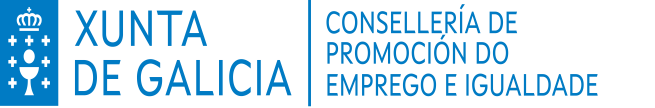 XUNTA
DE GALICIA
CONSELLERÍA DE
PROMOCIÓN DO
EMPREGO E IGUALDADE